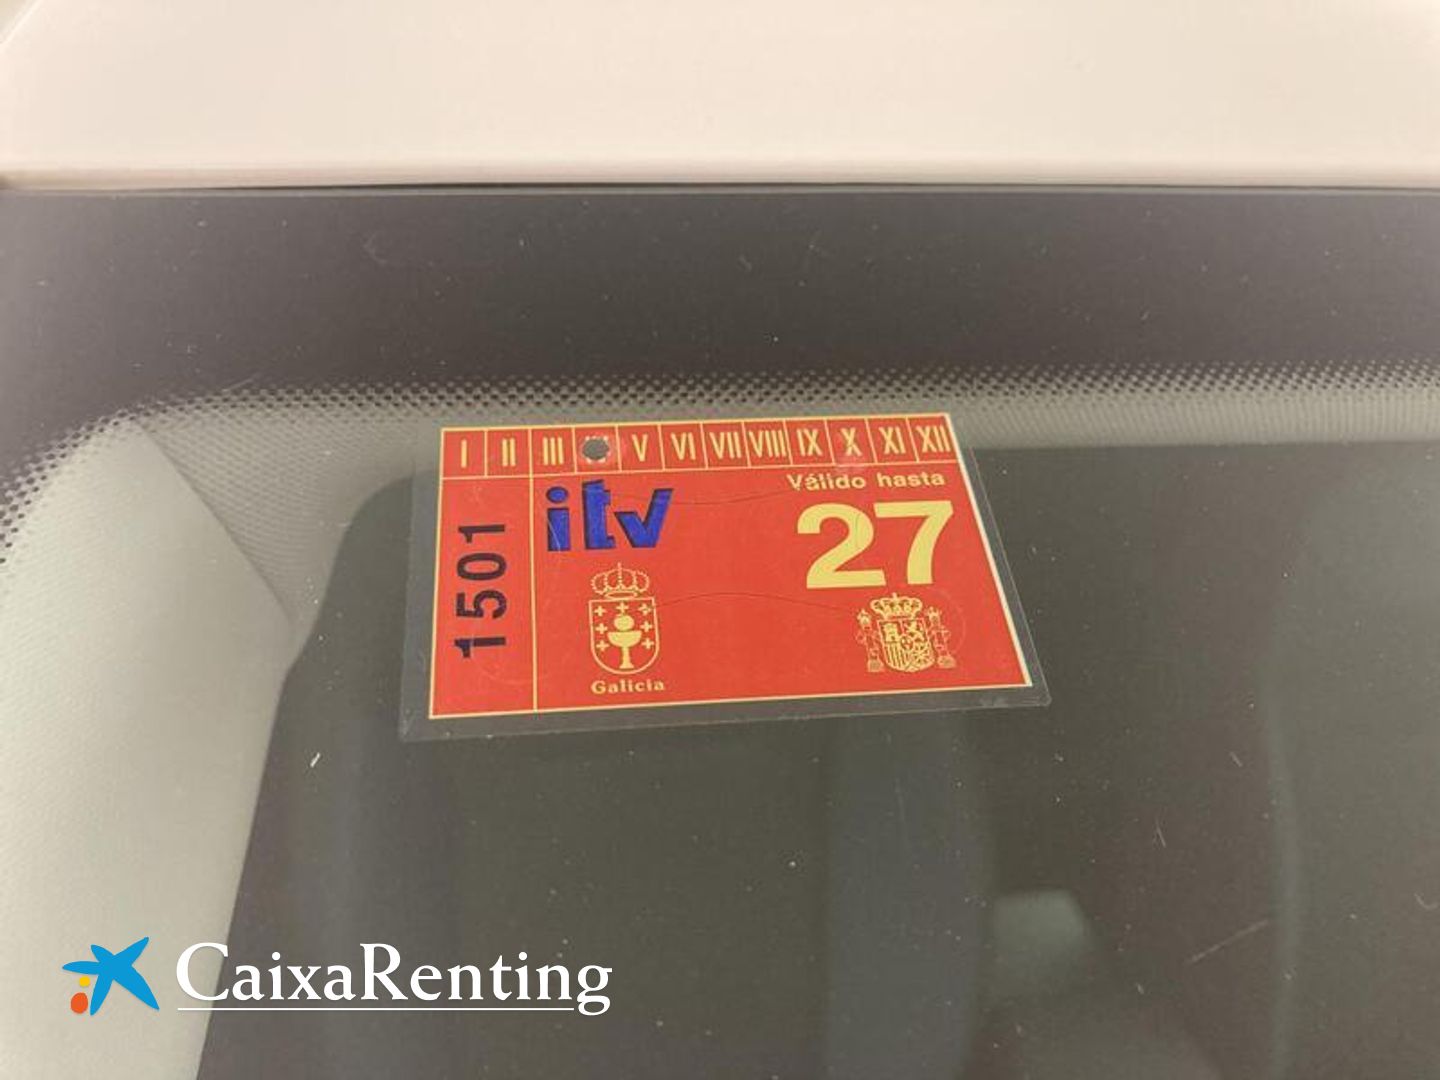 I II III V VI VII VIII IX X XI XII
Válido hasta
itv
27
1501
Galicia
CaixaRenting